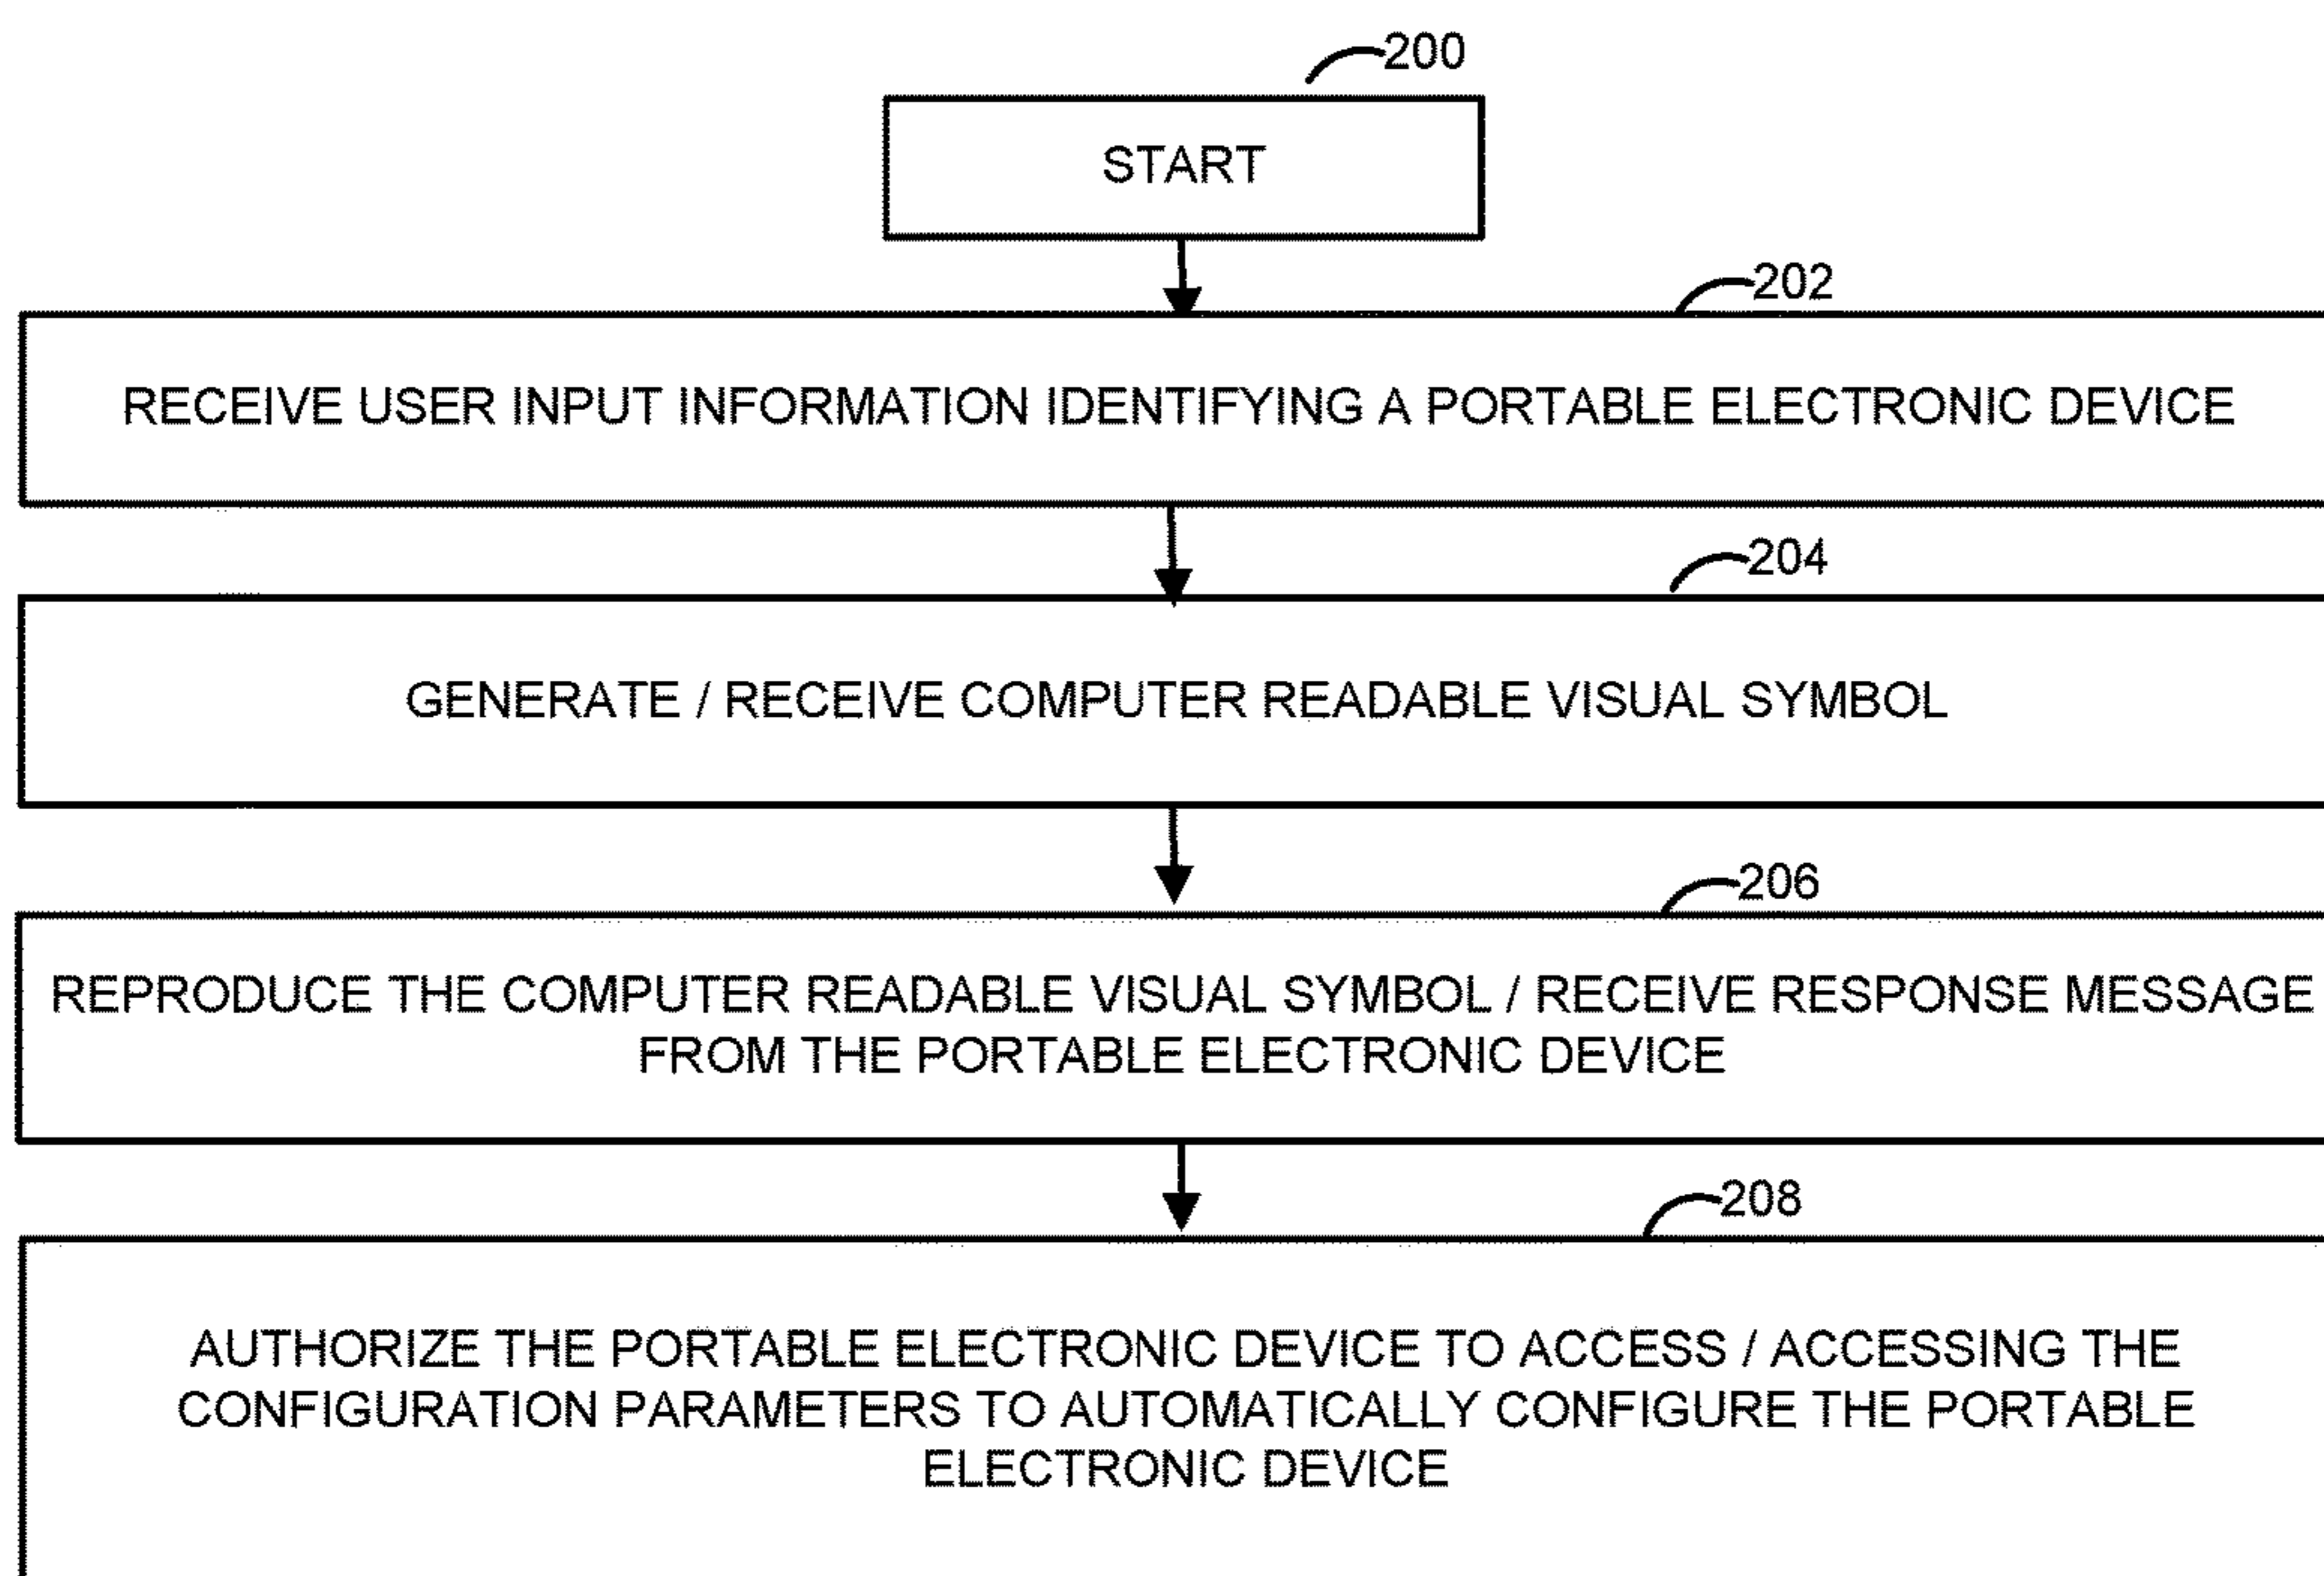 200
START
202
RECEIVE USER INPUT INFORMATION IDENTIFYING A PORTABLE ELECTRONIC DEVICE
204
GENERATE / RECEIVE COMPUTER READABLE VISUAL SYMBOL
206
REPRODUCE THE COMPUTER READABLE VISUAL SYMBOL / RECEIVE RESPONSE MESSAGE
FROM THE PORTABLE ELECTRONIC DEVICE
208
AUTHORIZE THE PORTABLE ELECTRONIC DEVICE TO ACCESS / ACCESSING THE
CONFIGURATION PARAMETERS TO AUTOMATICALLY CONFIGURE THE PORTABLE
ELECTRONIC DEVICE